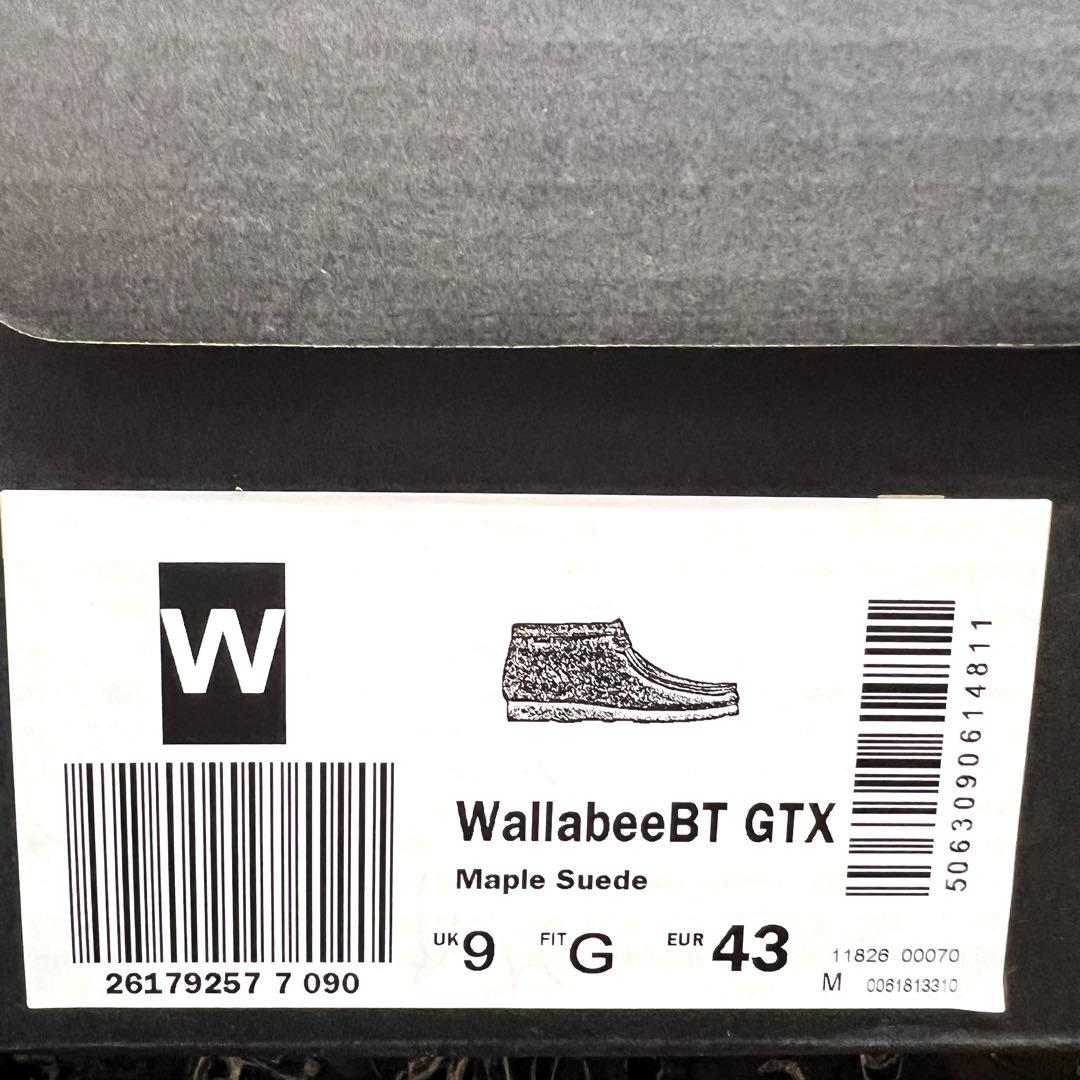 W
26179257 7 090
WallabeeBT GTX
Maple Suede
UK 9 FIT G EUR 43
5063090614811
11826 00070
M 0061813310